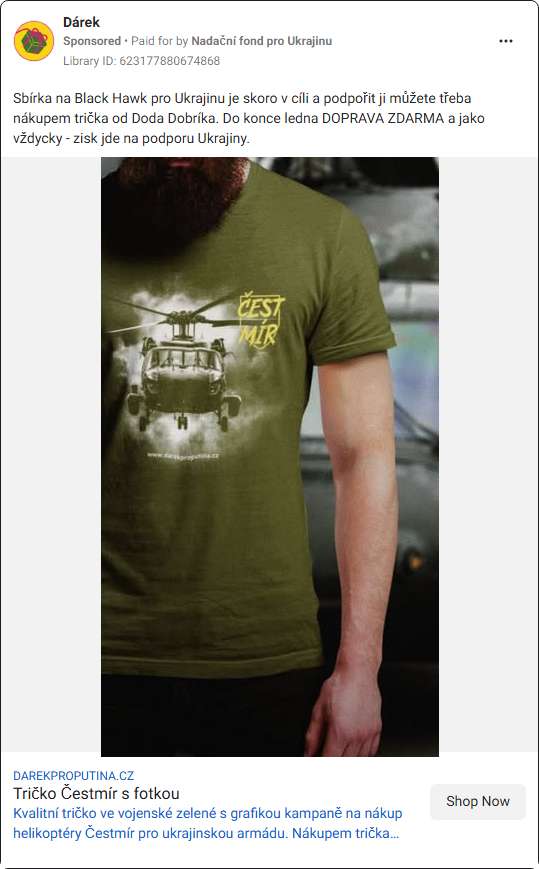 Dárek
Sponsored • Paid for by Nadační fond pro Ukrajinu
Library ID: 623177880674868
Sbírka na Black Hawk pro Ukrajinu je skoro v cíli a podpořit ji můžete třeba
nákupem trička od Doda Dobríka. Do konce ledna DOPRAVA ZDARMA a jako
vždycky - zisk jde na podporu Ukrajiny.
ČEST
MÍR
www.darekproputina.cz
DAREKPROPUTINA.CZ
Tričko Čestmír s fotkou
Kvalitní tričko ve vojenské zelené s grafikou kampaně na nákup
helikoptéry Čestmír pro ukrajinskou armádu. Nákupem trička...
Shop Now